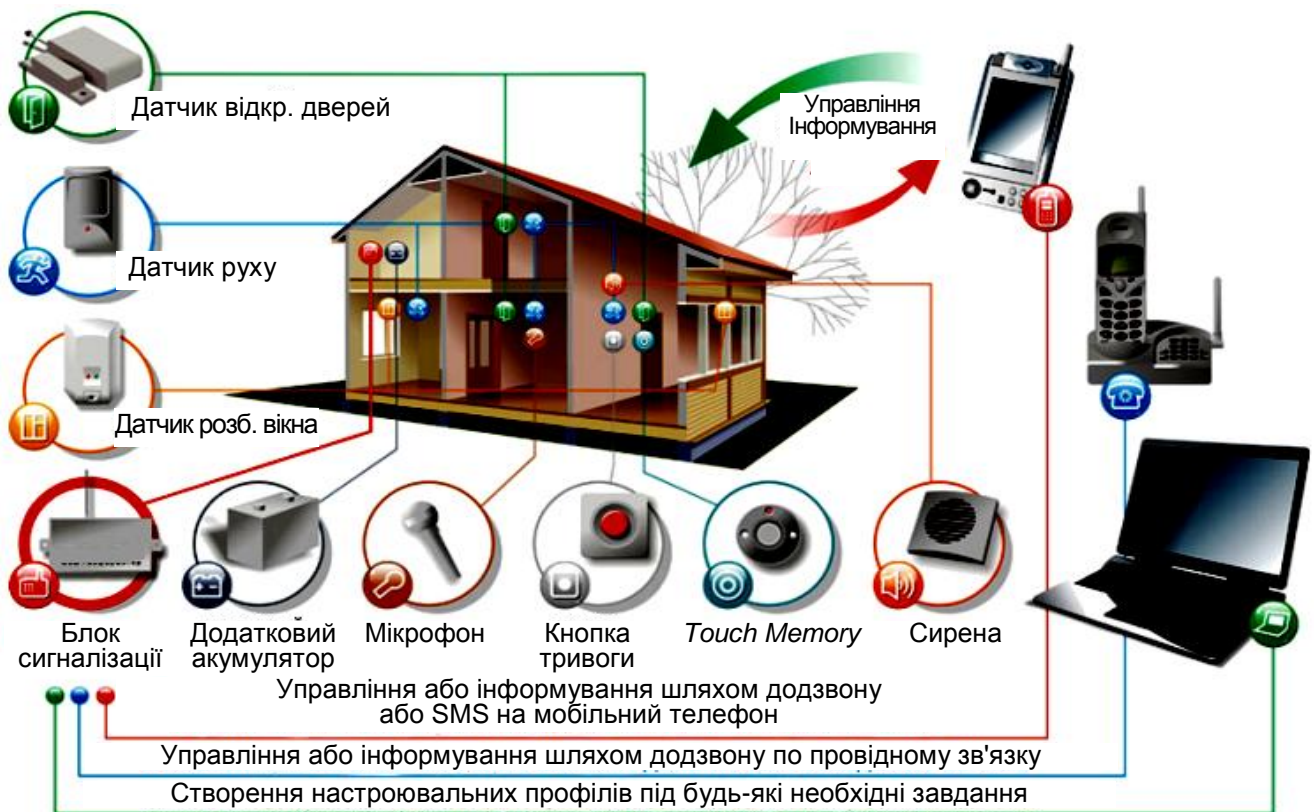 Датчик відкр. дверей
Управління
Інформування
Датчик руху
Датчик розб. вікна
Блок
сигналізації
Додатковий
акумулятор
Мікрофон
Кнопка
тривоги
Touch Memory
Сирена
Управління або інформування шляхом додзвону
або SMS на мобільний телефон
Управління або інформування шляхом додзвону по провідному зв'язку
Створення настроювальних профілів під будь-які необхідні завдання